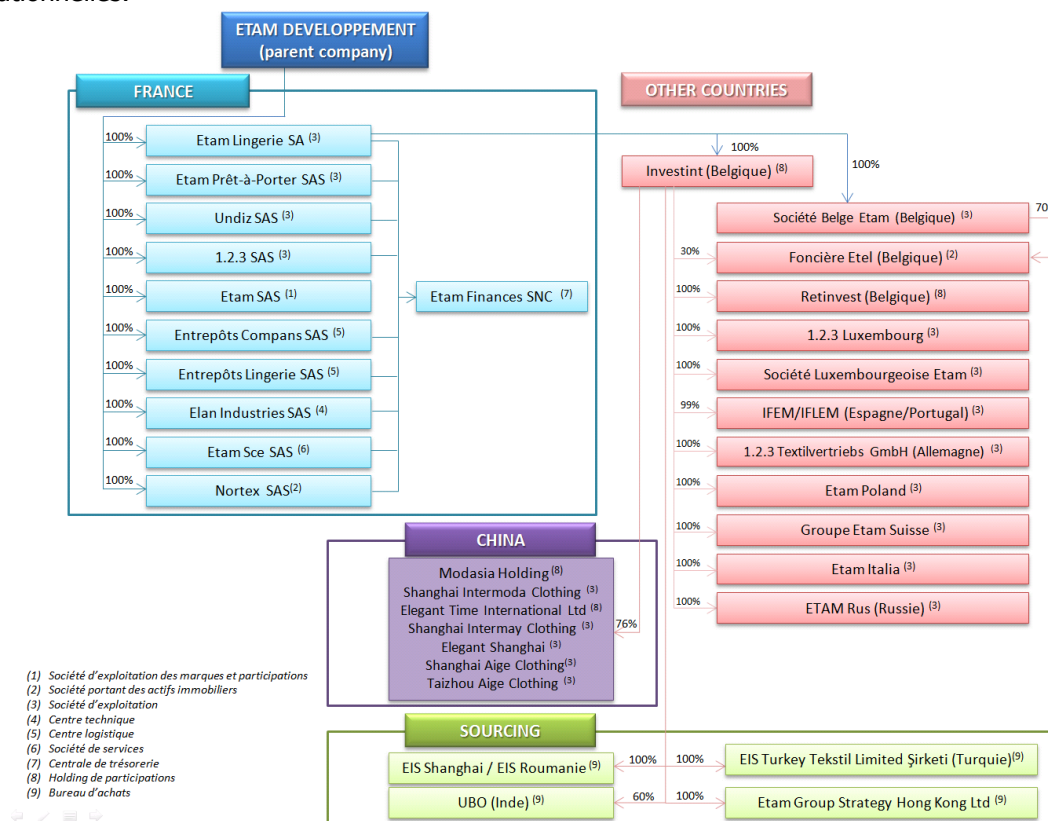 ationnelles.
ETAM DEVELOPPEMENT
(parent company)
FRANCE
OTHER COUNTRIES
100%
Etam Lingerie SA (3)
100%
Etam Prêt-à-Porter SAS (3)
100%
Undiz SAS (3)
100%
1.2.3 SAS (3)
100%
Etam SAS (1)
100%
Entrepôts Compans SAS (5)
100%
Entrepôts Lingerie SAS (5)
100%
Elan Industries SAS (4)
100%
Etam Sce SAS (6)
100%
Nortex SAS(2)
Etam Finances SNC (7)
100%
Investint (Belgique) (8)
100%
Société Belge Etam (Belgique) (3)
70
30%
Foncière Etel (Belgique) (2)
100%
Retinvest (Belgique) (8)
100%
1.2.3 Luxembourg (3)
100%
Société Luxembourgeoise Etam (3)
99%
IFEM/IFLEM (Espagne/Portugal) (3)
100%
1.2.3 Textilvertriebs GmbH (Allemagne) (3)
100%
Etam Poland (3)
100%
Groupe Etam Suisse (3)
100%
Etam Italia (3)
100%
ETAM Rus (Russie) (3)
CHINA
Modasia Holding (8)
Shanghai Intermoda Clothing (3)
Elegant Time International Ltd (8)
Shanghai Intermay Clothing (3)
Elegant Shanghai (3)
Shanghai Aige Clothing(3)
Taizhou Aige Clothing (3)
76%
(1) Société d'exploitation des marques et participations
(2) Société portant des actifs immobiliers
(3) Société d'exploitation
(4) Centre technique
(5) Centre logistique
(6) Société de services
(7) Centrale de trésorerie
(8) Holding de participations
(9) Bureau d'achats
SOURCING
EIS Shanghai / EIS Roumanie (9)
100%
100%
EIS Turkey Tekstil Limited Şirketi (Turquie)(9)
UBO (Inde) (9)
60%
100%
Etam Group Strategy Hong Kong Ltd (9)